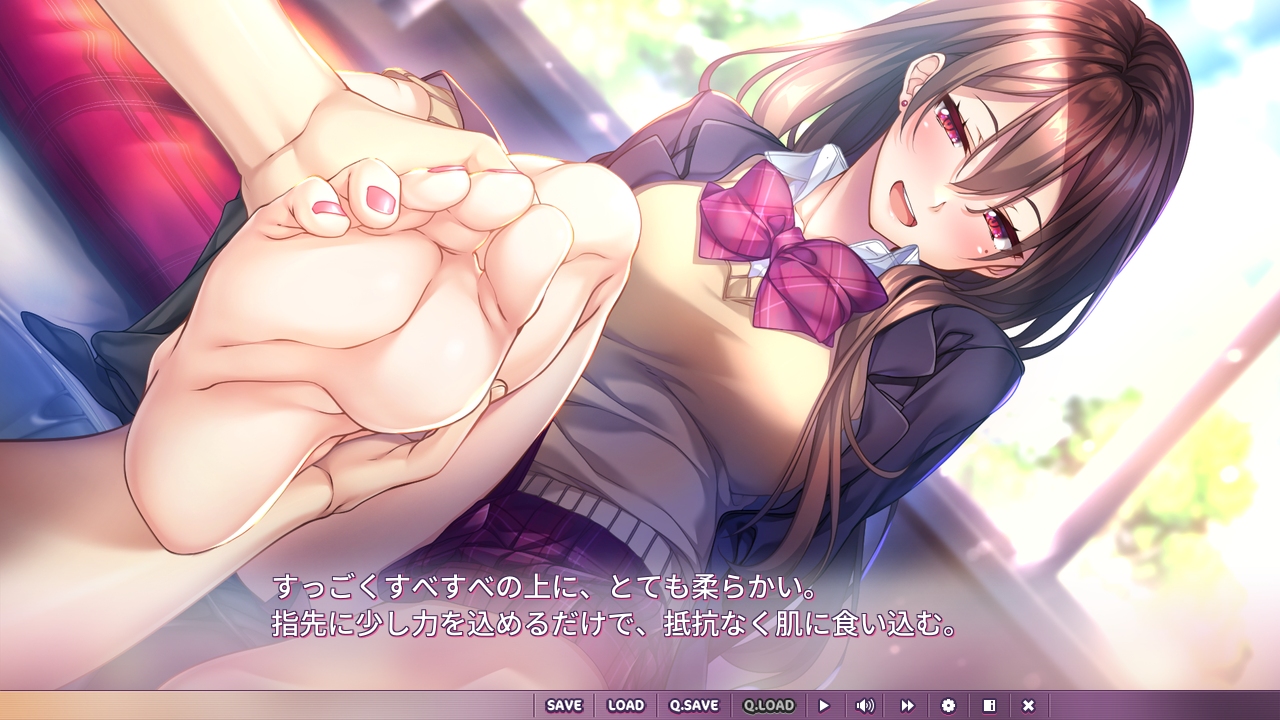 すっごくすべすべの上に、とても柔らかい。
指先に少し力を込めるだけで、抵抗なく肌に食い込む。
SAVE LOAD Q.SAVE Q.LOAD